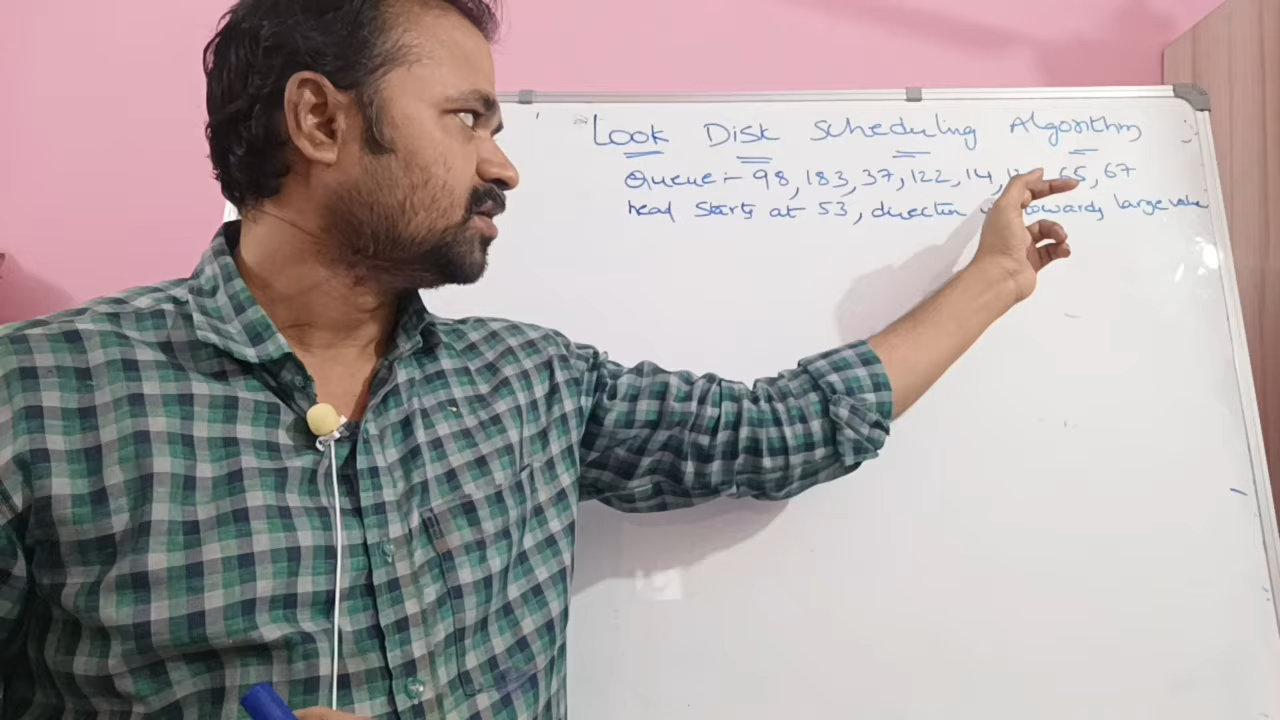 Look Disk Scheduling Algorithm
Queue:- 98, 183, 37, 122, 14, 65, 67
head starts at 53, direction towards large value